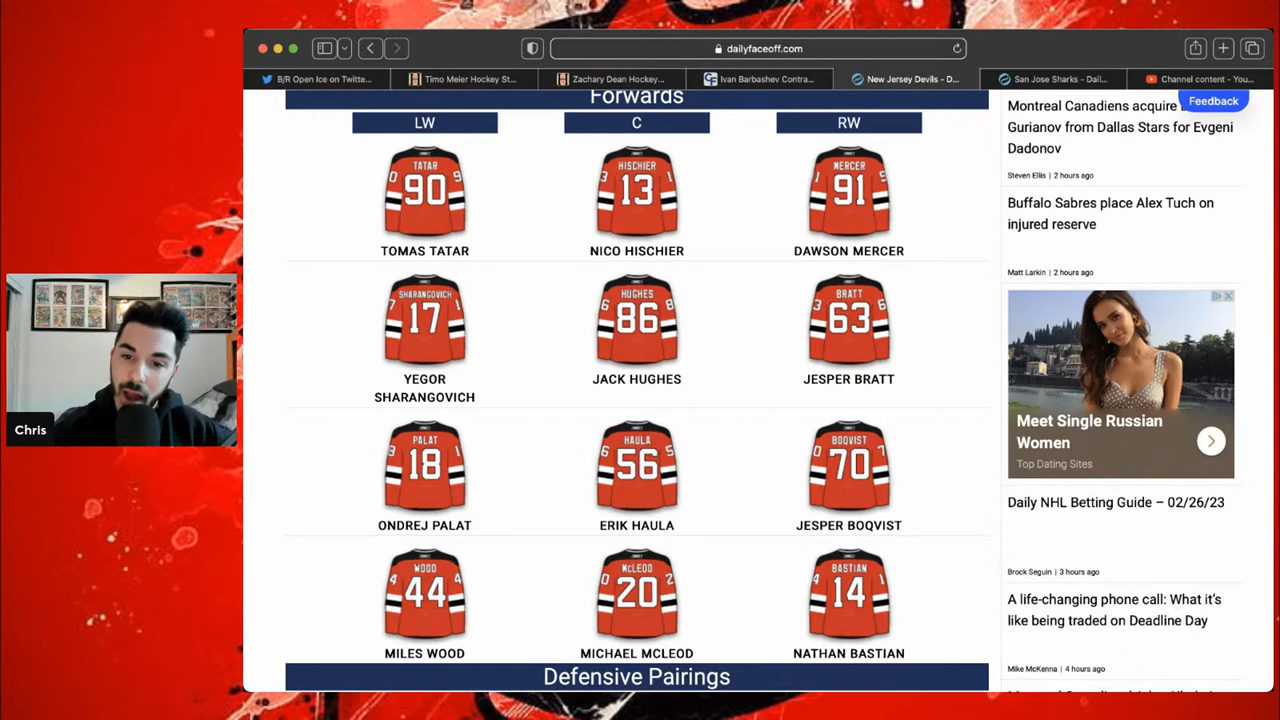 dailyfaceoff.com
B/R Open Ice on Twitte...
Timo Meier Hockey St...
Zachary Dean Hockey...
Ivan Barbashev Contra...
New Jersey Devils - D...
San Jose Sharks - Dail...
Channel content - You...
Feedback
Forwards
LW
C
RW
TATAR
90
TOMAS TATAR
HISCHIER
13
NICO HISCHIER
MERCER
91
DAWSON MERCER
SHARANGOVICH
17
YEGOR
SHARANGOVICH
HUGHES
86
JACK HUGHES
BRATT
63
JESPER BRATT
PALAT
18
ONDREJ PALAT
HAULA
56
ERIK HAULA
BOQVIST
70
JESPER BOQVIST
WOOD
44
MILES WOOD
McLEOD
20
MICHAEL MCLEOD
BASTIAN
14
NATHAN BASTIAN
Defensive Pairings
Montreal Canadiens acquire
Gurianov from Dallas Stars for Evgeni
Dadonov
Steven Ellis | 2 hours ago
Buffalo Sabres place Alex Tuch on
injured reserve
Matt Larkin | 2 hours ago
Meet Single Russian
Women
Top Dating Sites
Daily NHL Betting Guide – 02/26/23
Brock Seguin | 3 hours ago
A life-changing phone call: What it's
like being traded on Deadline Day
Mike McKenna | 4 hours ago
Chris